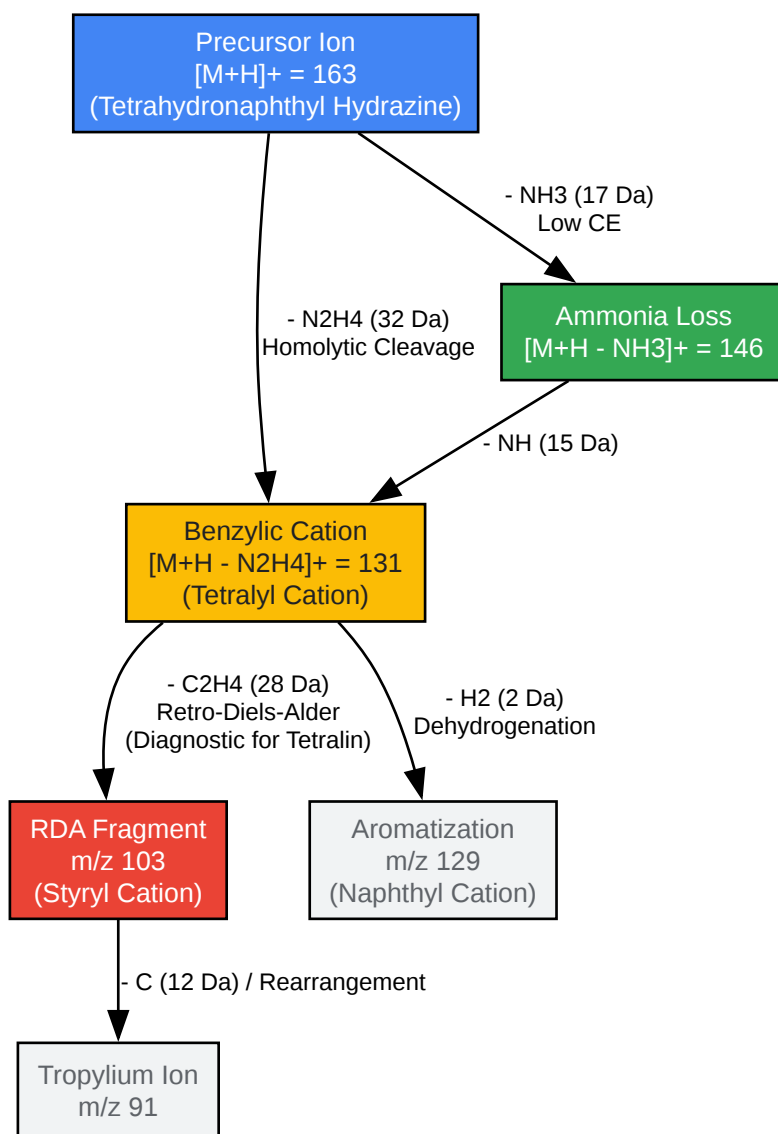 Precursor Ion
[M+H]+ = 163
(Tetrahydronaphthyl Hydrazine)
- NH3 (17 Da)
Low CE
- N2H4 (32 Da)
Homolytic Cleavage
Ammonia Loss
[M+H - NH3]+ = 146
- NH (15 Da)
Benzylic Cation
[M+H - N2H4]+ = 131
(Tetralyl Cation)
- C2H4 (28 Da)
Retro-Diels-Alder
(Diagnostic for Tetralin)
- H2 (2 Da)
Dehydrogenation
RDA Fragment
m/z 103
(Styryl Cation)
Aromatization
m/z 129
(Naphthyl Cation)
- C (12 Da) / Rearrangement
Tropylium Ion
m/z 91